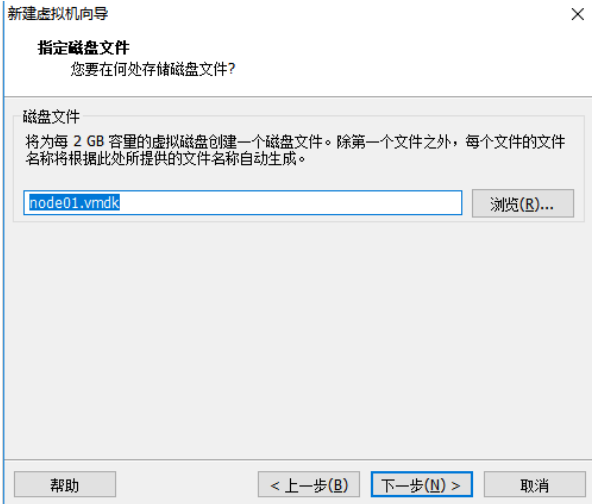 新建虚拟机向导
指定磁盘文件
您要在何处存储磁盘文件?
磁盘文件
将为每 2 GB 容量的虚拟磁盘创建一个磁盘文件。除第一个文件之外，每个文件的文件
名称将根据此处所提供的文件名称自动生成。
node01.vmdk 浏览(R)...
帮助 < 上一步(B) 下一步(N) > 取消